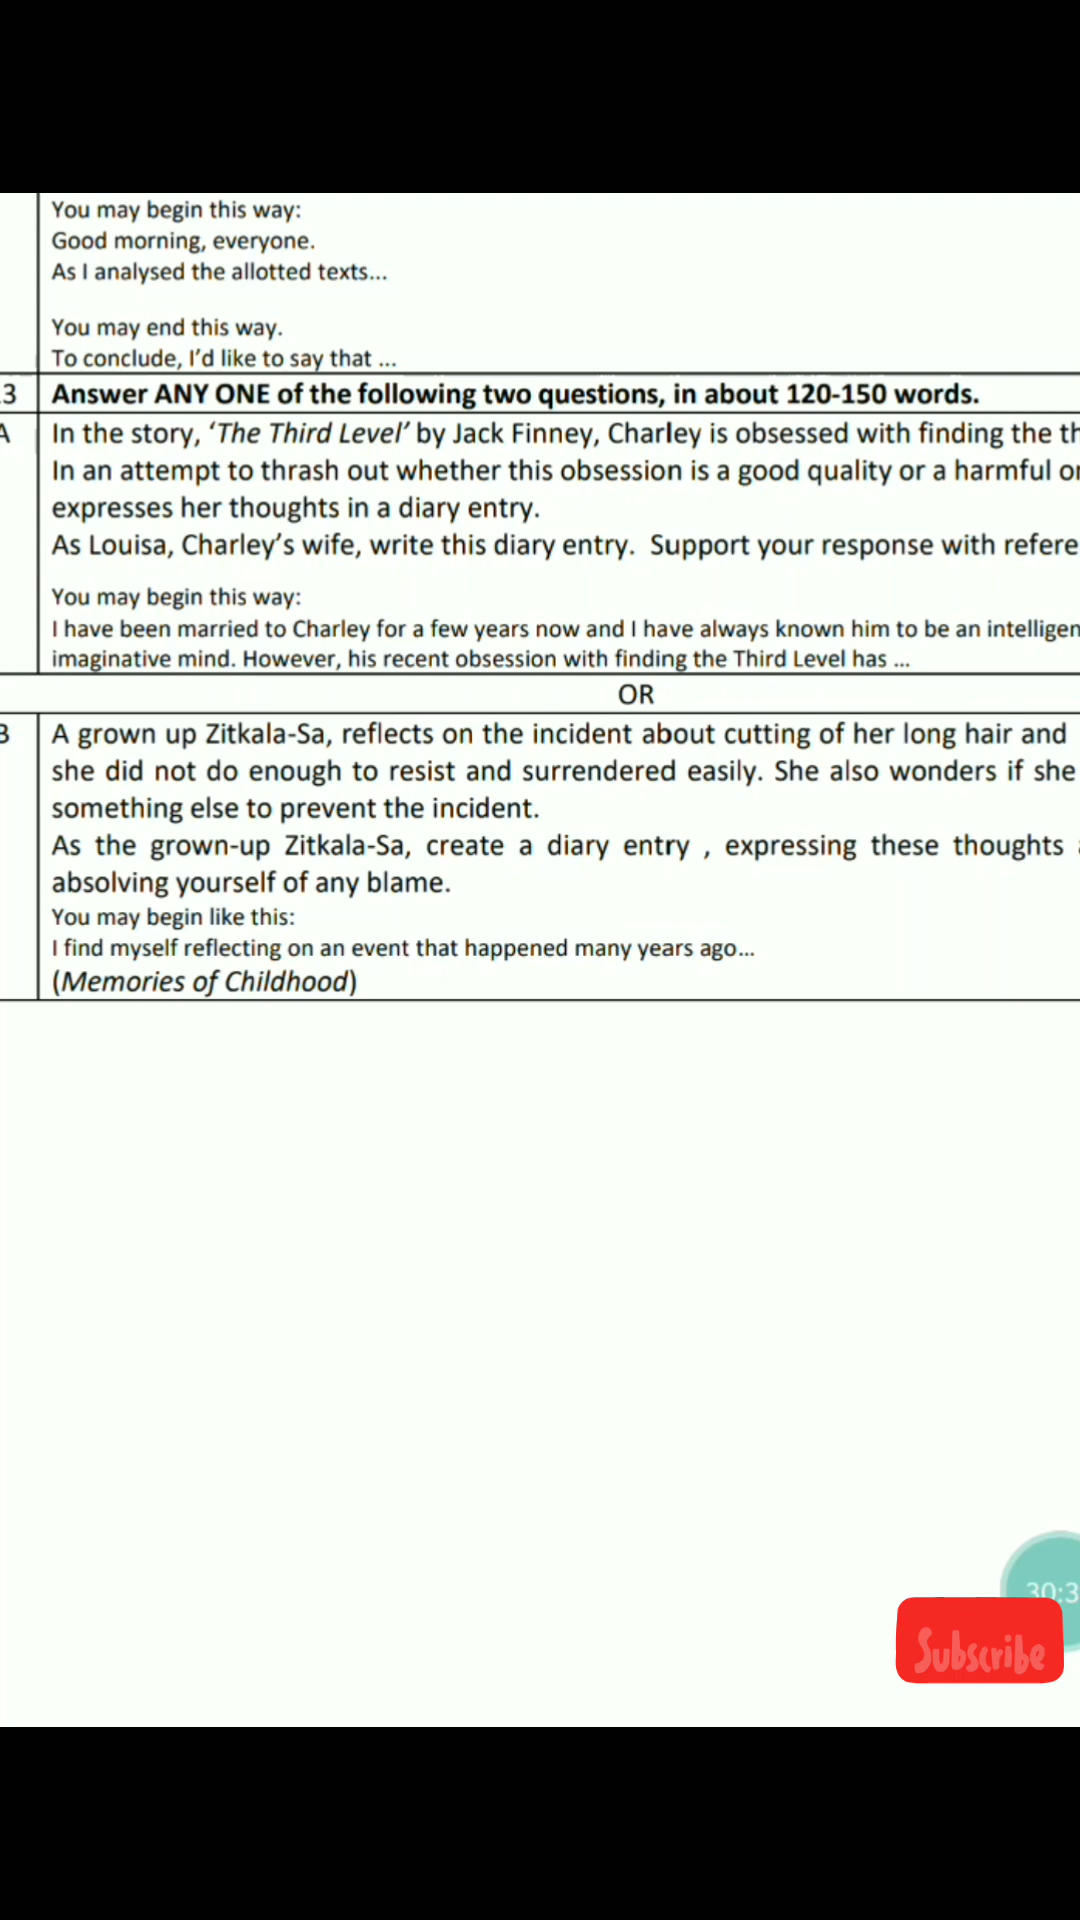 You may begin this way:
Good morning, everyone.
As I analysed the allotted texts...
You may end this way.
To conclude, I'd like to say that ...
3 Answer ANY ONE of the following two questions, in about 120-150 words.
A In the story, 'The Third Level' by Jack Finney, Charley is obsessed with finding the
In an attempt to thrash out whether this obsession is a good quality or a harmful
expresses her thoughts in a diary entry.
As Louisa, Charley's wife, write this diary entry. Support your response with
You may begin this way:
I have been married to Charley for a few years now and I have always known him to be an
imaginative mind. However, his recent obsession with finding the Third Level has ...
OR
B A grown up Zitkala-Sa, reflects on the incident about cutting of her long hair and
she did not do enough to resist and surrendered easily. She also wonders if she
something else to prevent the incident.
As the grown-up Zitkala-Sa, create a diary entry , expressing these thoughts
absolving yourself of any blame.
You may begin like this:
I find myself reflecting on an event that happened many years ago...
(Memories of Childhood)
30:3
Subscribe